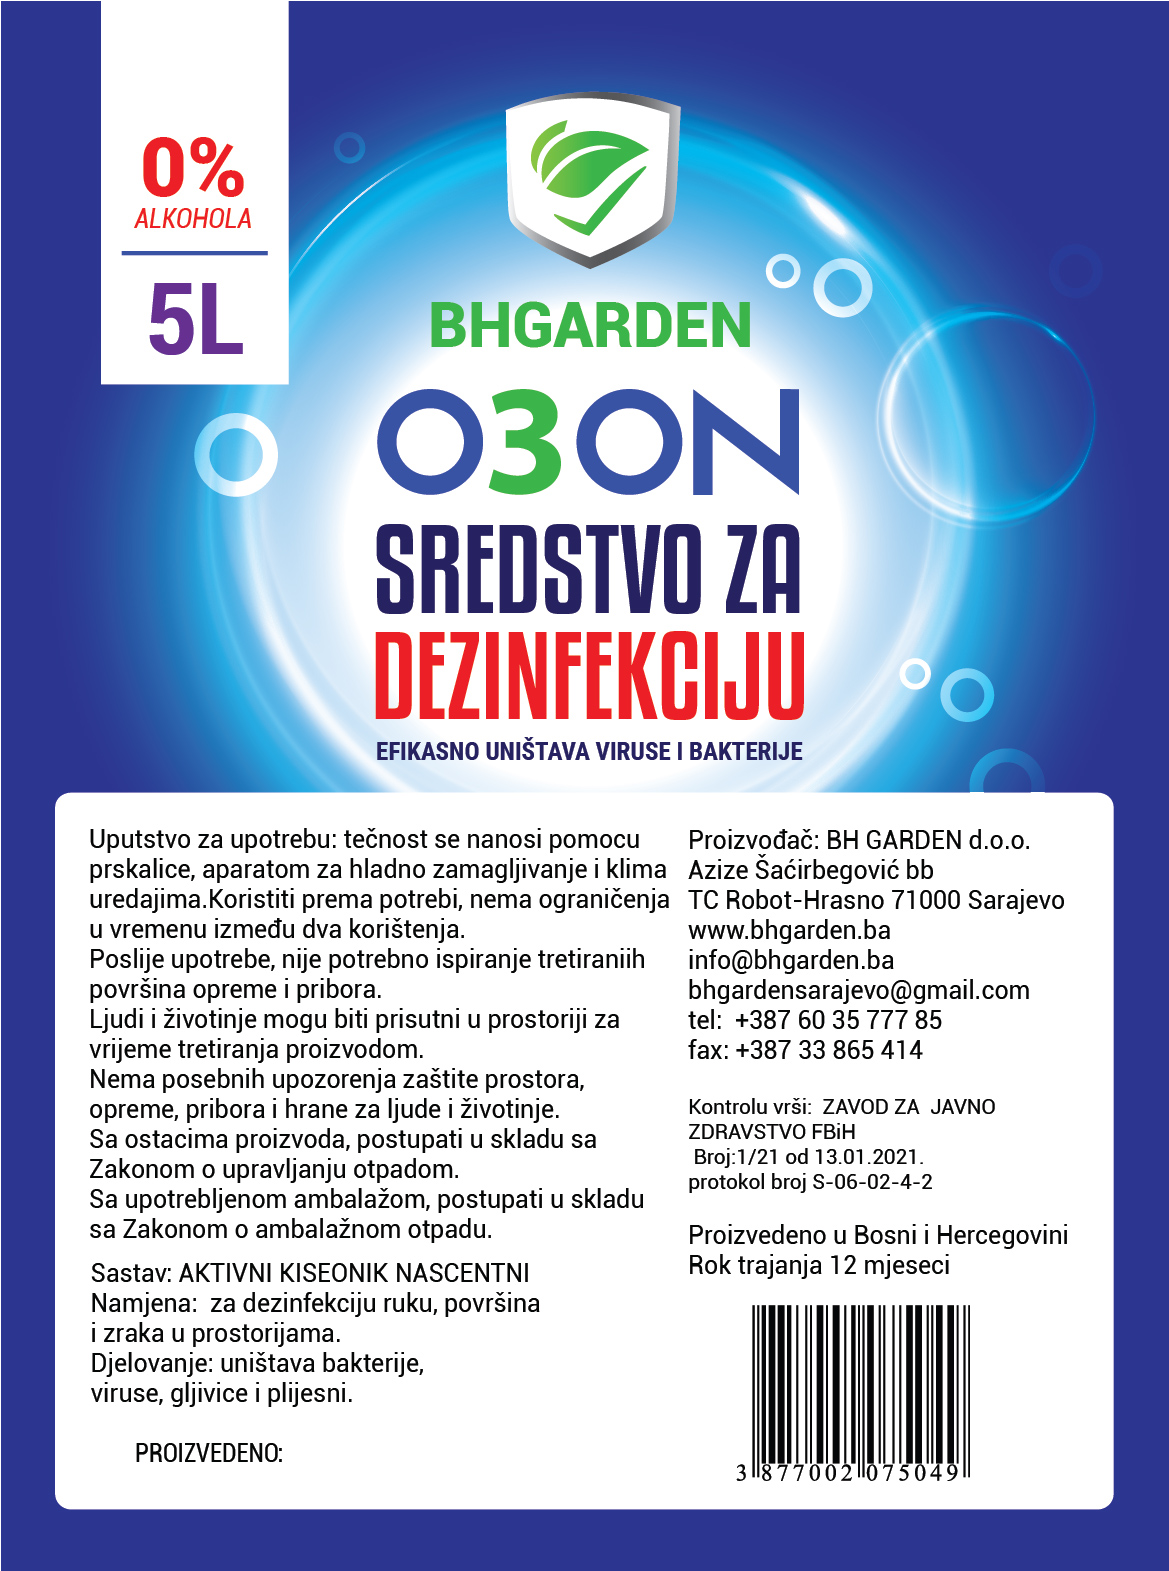 0%
ALKOHOLA
5L
BHGARDEN
O3ON
SREDSTVO ZA
DEZINFEKCIJU
EFIKASNO UNIŠTAVA VIRUSE I BAKTERIJE
Uputstvo za upotrebu: tečnost se nanosi pomocu
prskalice, aparatom za hladno zamagljivanje i klima
uredajima.Koristiti prema potrebi, nema ograničenja
u vremenu između dva korištenja.
Poslije upotrebe, nije potrebno ispiranje tretiraniih
površina opreme i pribora.
Ljudi i životinje mogu biti prisutni u prostoriji za
vrijeme tretiranja proizvodom.
Nema posebnih upozorenja zaštite prostora,
opreme, pribora i hrane za ljude i životinje.
Sa ostacima proizvoda, postupati u skladu sa
Zakonom o upravljanju otpadom.
Sa upotrebljenom ambalažom, postupati u skladu
sa Zakonom o ambalažnom otpadu.
Sastav: AKTIVNI KISEONIK NASCENTNI
Namjena:  za dezinfekciju ruku, površina
i zraka u prostorijama.
Djelovanje: uništava bakterije,
viruse, gljivice i plijesni.
PROIZVEDENO:
Proizvođač: BH GARDEN d.o.o.
Azize Šaćirbegović bb
TC Robot-Hrasno 71000 Sarajevo
www.bhgarden.ba
info@bhgarden.ba
bhgardensarajevo@gmail.com
tel:  +387 60 35 777 85
fax: +387 33 865 414
Kontrolu vrši:  ZAVOD ZA  JAVNO
ZDRAVSTVO FBiH
Broj:1/21 od 13.01.2021.
protokol broj S-06-02-4-2
Proizvedeno u Bosni i Hercegovini
Rok trajanja 12 mjeseci
3 877002 075049